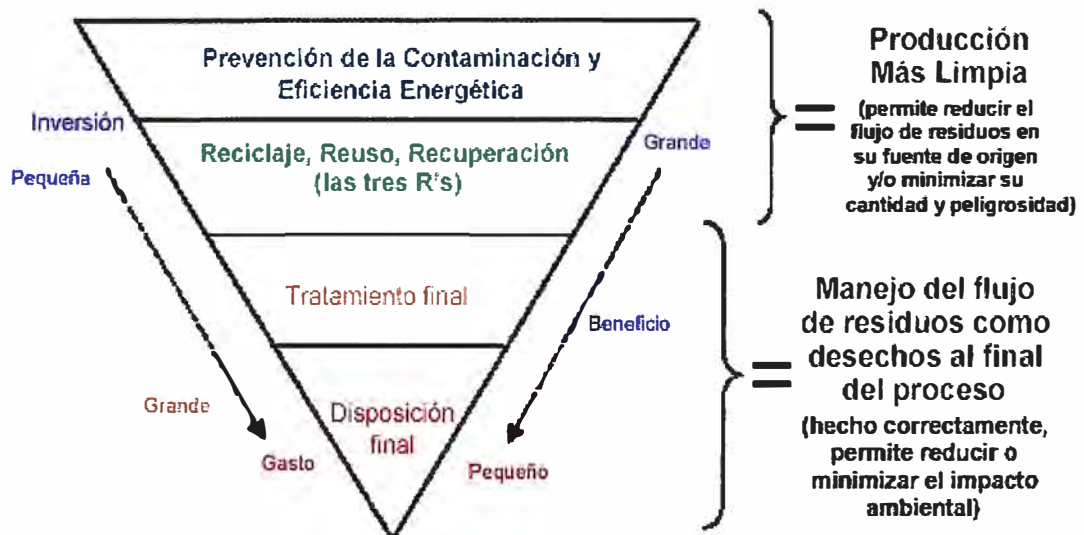 Prevención de la Contaminación y
Eficiencia Energética
Inversión
Pequeña
Reciclaje, Reuso, Recuperación
(las tres R's)
Grande
Tratamiento final
Beneficio
Grande
Gasto
Disposición
final
Pequeño
Producción
Más Limpia
(permite reducir el
flujo de residuos en
su fuente de origen
y/o minimizar su
cantidad y peligrosidad)
Manejo del flujo
de residuos como
desechos al final
del proceso
(hecho correctamente,
permite reducir o
minimizar el impacto
ambiental)